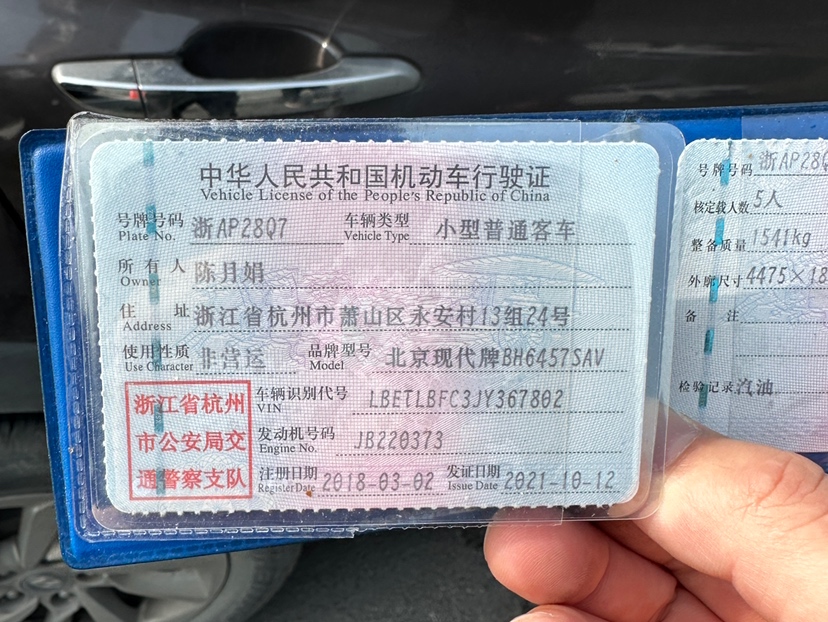 中华人民共和国机动车行驶证
Vehicle License of the People's Republic of China
号牌号码 浙AP28Q7 车辆类型 小型普通客车
Plate No. Vehicle Type
所有人 陈月娟
Owner
住址 浙江省杭州市萧山区永安村13组24号
Address
使用性质 非营运 品牌型号 北京现代牌BH6457SAV
Use Character Model
浙江省杭州
市公安局交
通警察支队
车辆识别代号 LBETLBFC3JY367802
VIN
发动机号码 JB220373
Engine No.
注册日期 2018-03-02 发证日期 2021-10-12
Register Date Issue Date
号牌号码 浙AP28Q
核定载人数 5人
整备质量 1541kg
外廓尺寸 4475×18
备注
检验记录 汽油